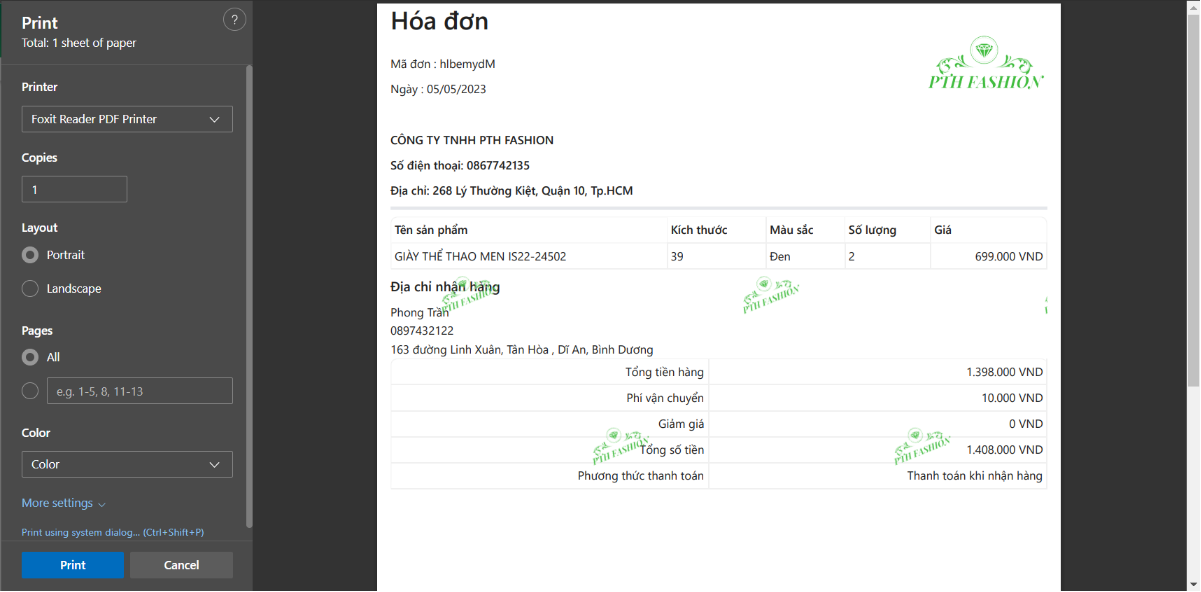 Print
Total: 1 sheet of paper
?
Printer
Foxit Reader PDF Printer
Copies
1
Layout
Portrait
Landscape
Pages
All
e.g. 1-5, 8, 11-13
Color
Color
More settings
Print using system dialog... (Ctrl+Shift+P)
Print Cancel
Hóa đơn
Mã đơn : hlbemydM
Ngày : 05/05/2023
PTH FASHION
CÔNG TY TNHH PTH FASHION
Số điện thoại: 0867742135
Địa chỉ: 268 Lý Thường Kiệt, Quận 10, Tp.HCM
Tên sản phẩm Kích thước Màu sắc Số lượng Giá
GIÀY THỂ THAO MEN IS22-24502 39 Đen 2 699.000 VND
Địa chỉ nhận hàng
PTH FASHION PTH FASHION
Phong Trần
0897432122
163 đường Linh Xuân, Tân Hòa , Dĩ An, Bình Dương
Tổng tiền hàng 1.398.000 VND
Phí vận chuyển 10.000 VND
Giảm giá 0 VND
PTH FASHION PTH FASHION
Tổng số tiền 1.408.000 VND
Phương thức thanh toán Thanh toán khi nhận hàng